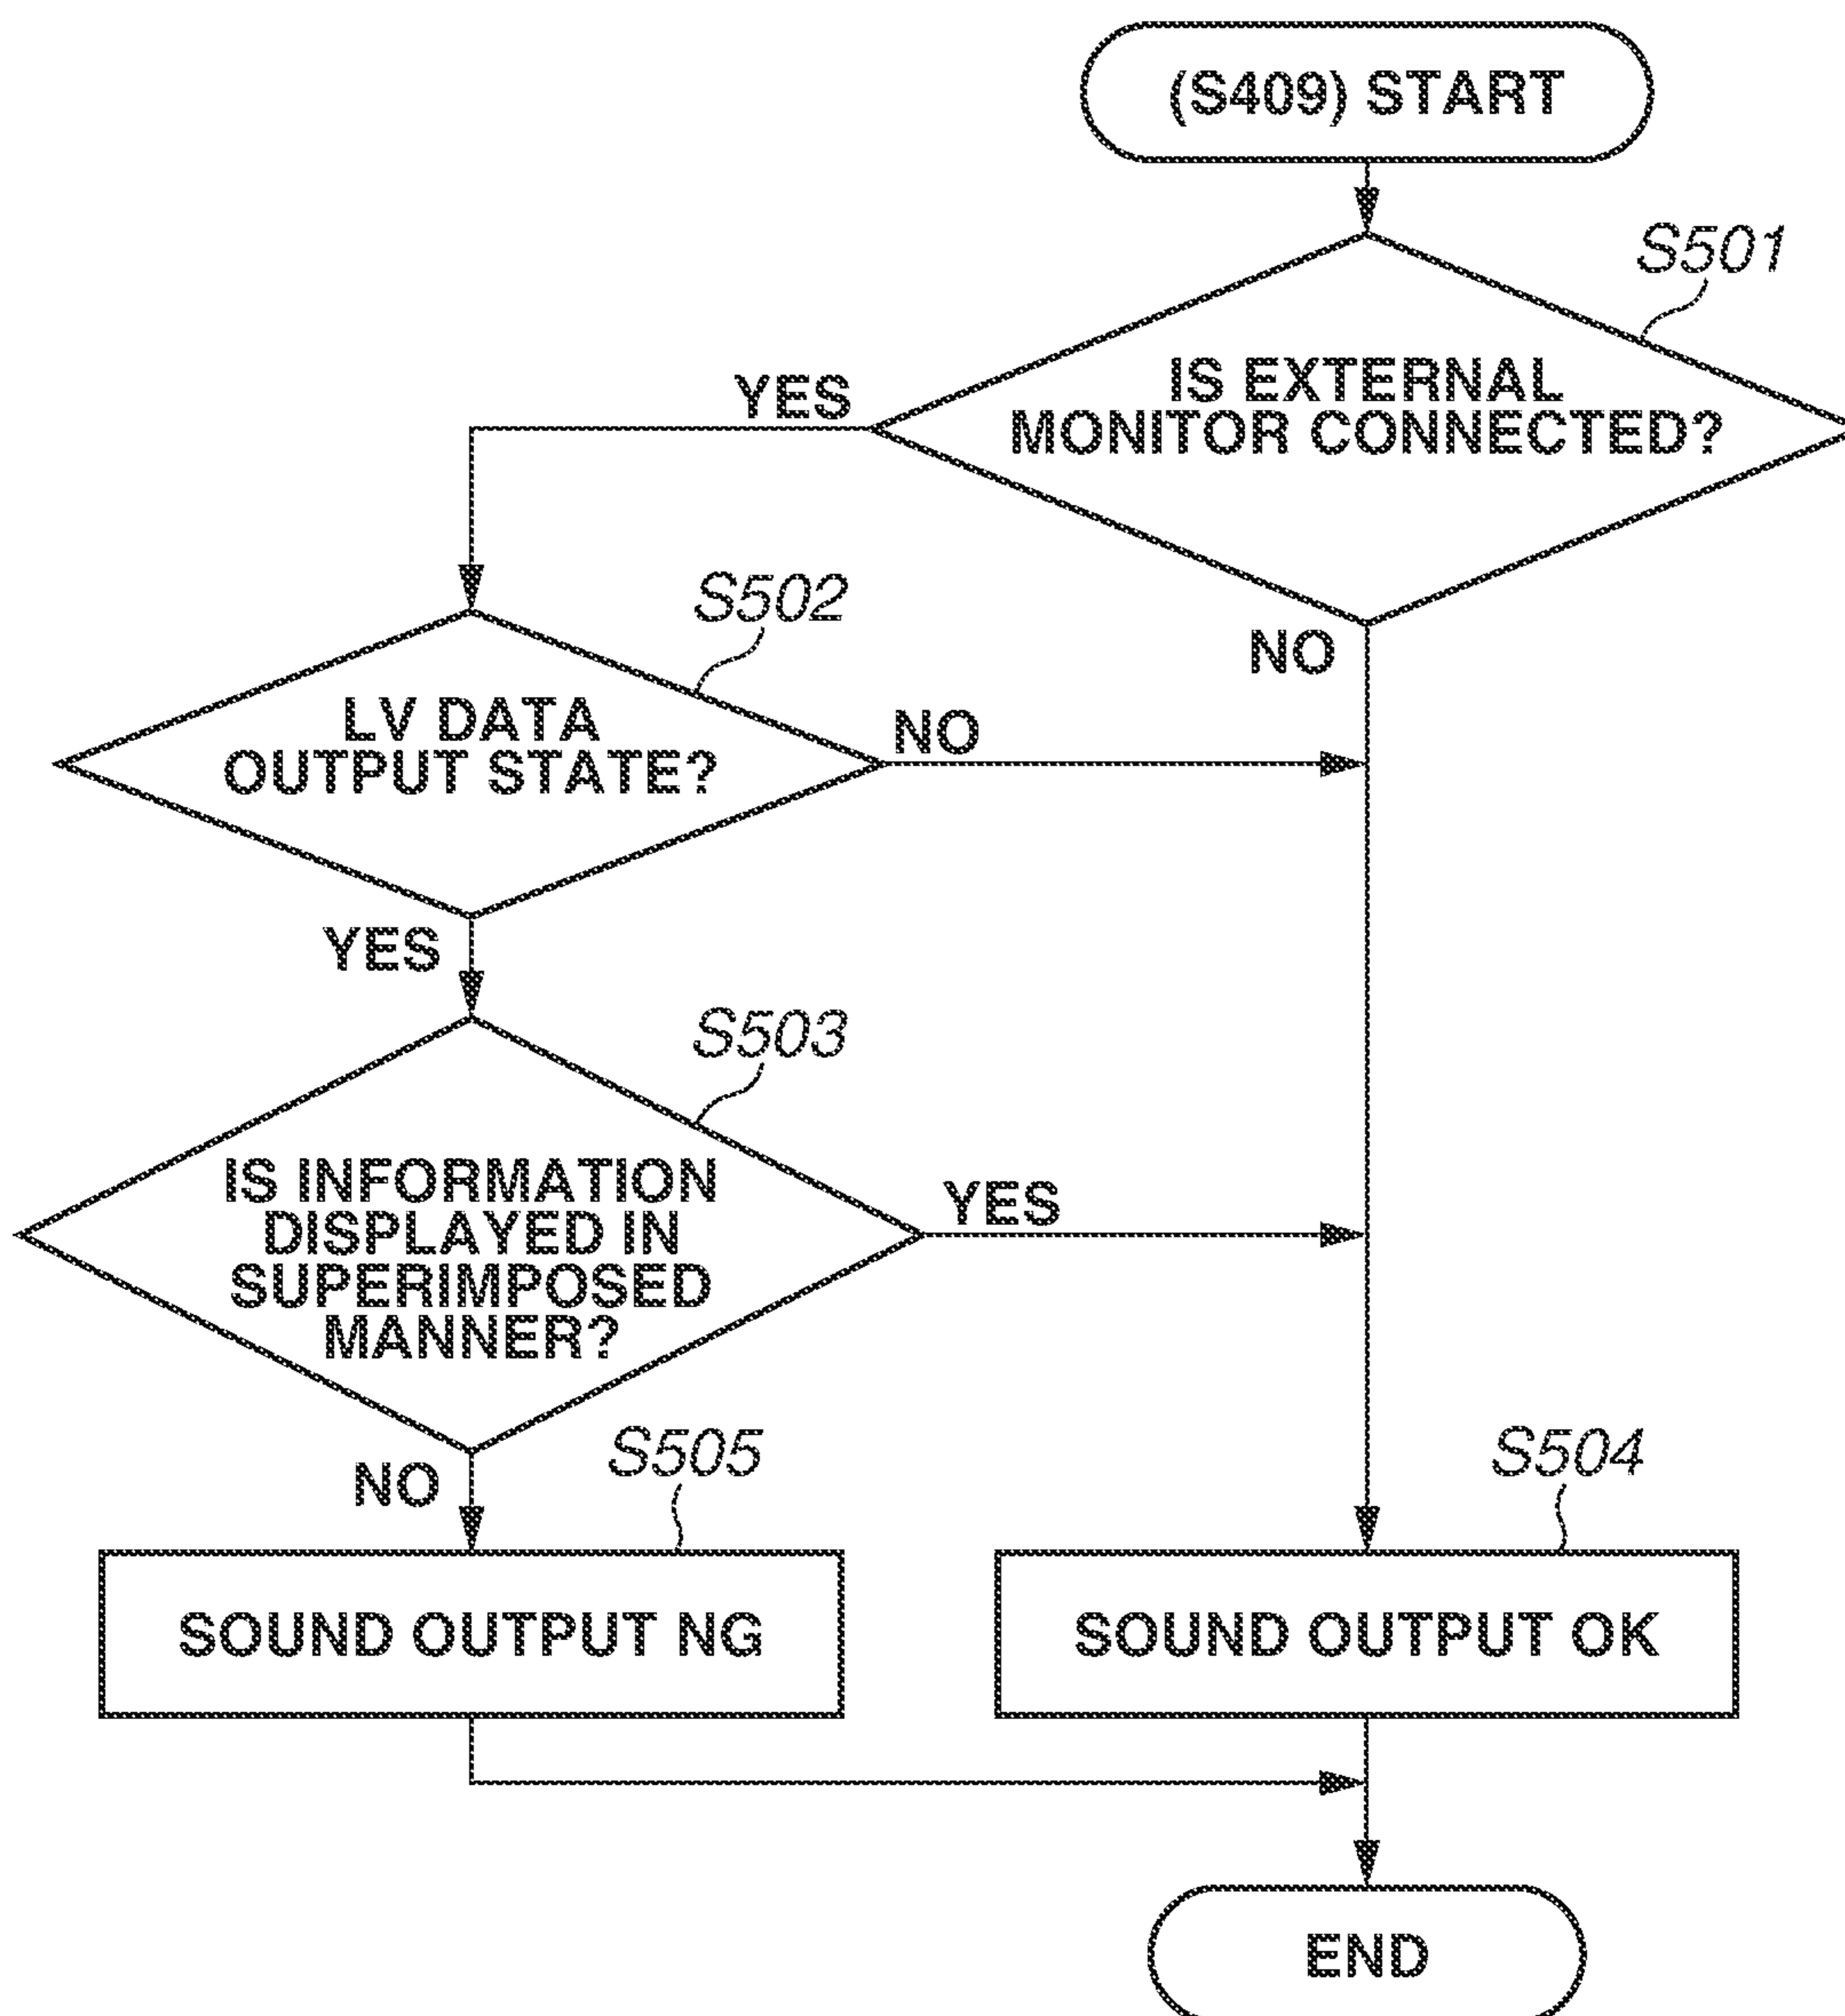 (S409) START
S501
IS EXTERNAL
MONITOR CONNECTED?
YES
NO
S502
LV DATA
OUTPUT STATE?
NO
YES
S503
IS INFORMATION
DISPLAYED IN
SUPERIMPOSED
MANNER?
YES
NO
S505
SOUND OUTPUT NG
S504
SOUND OUTPUT OK
END